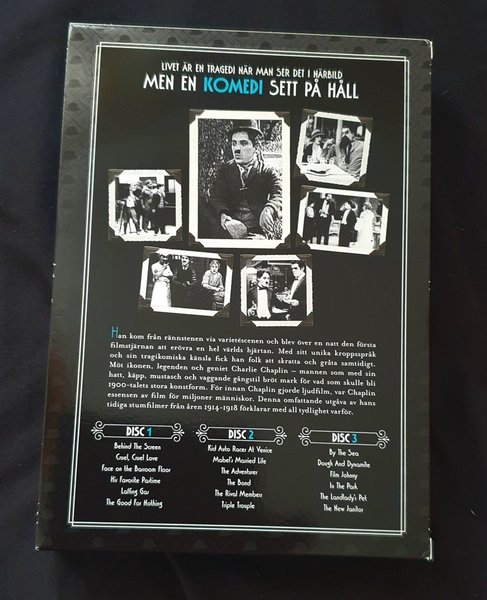 LIVET ÄR EN TRAGEDI NÄR MAN SER DET I NÄRBILD
MEN EN KOMEDI SETT PÅ HÅLL
Han kom från rännstenen via varietéscenen och blev över en natt den första
filmstjärnan att erövra en hel världs hjärtan. Med sitt unika kroppsspråk
och sin tragikomiska känsla fick han folk att skratta och gråta samtidigt.
Möt ikonen, legenden och geniet Charlie Chaplin – mannen som med sin
hatt, käpp, mustasch och vaggande gångstil bröt mark för vad som skulle bli
1900-talets stora konstform. För innan Chaplin gjorde ljudfilm, var Chaplin
essensen av film för miljoner människor. Denna omfattande utgåva av hans
tidiga stumfilmer från åren 1914-1918 förklarar med all tydlighet varför.
DISC 1
Behind The Screen
Cruel, Cruel Love
Face on the Barroom Floor
His Favorite Pastime
Laffing Gas
The Good For Nothing
DISC 2
Kid Auto Races At Venice
Mabel's Married Life
The Adventurer
The Bond
The Rival Members
Triple Trouple
DISC 3
By The Sea
Dough And Dynamite
Film Johnny
In The Park
The Landlady's Pet
The New Janitor